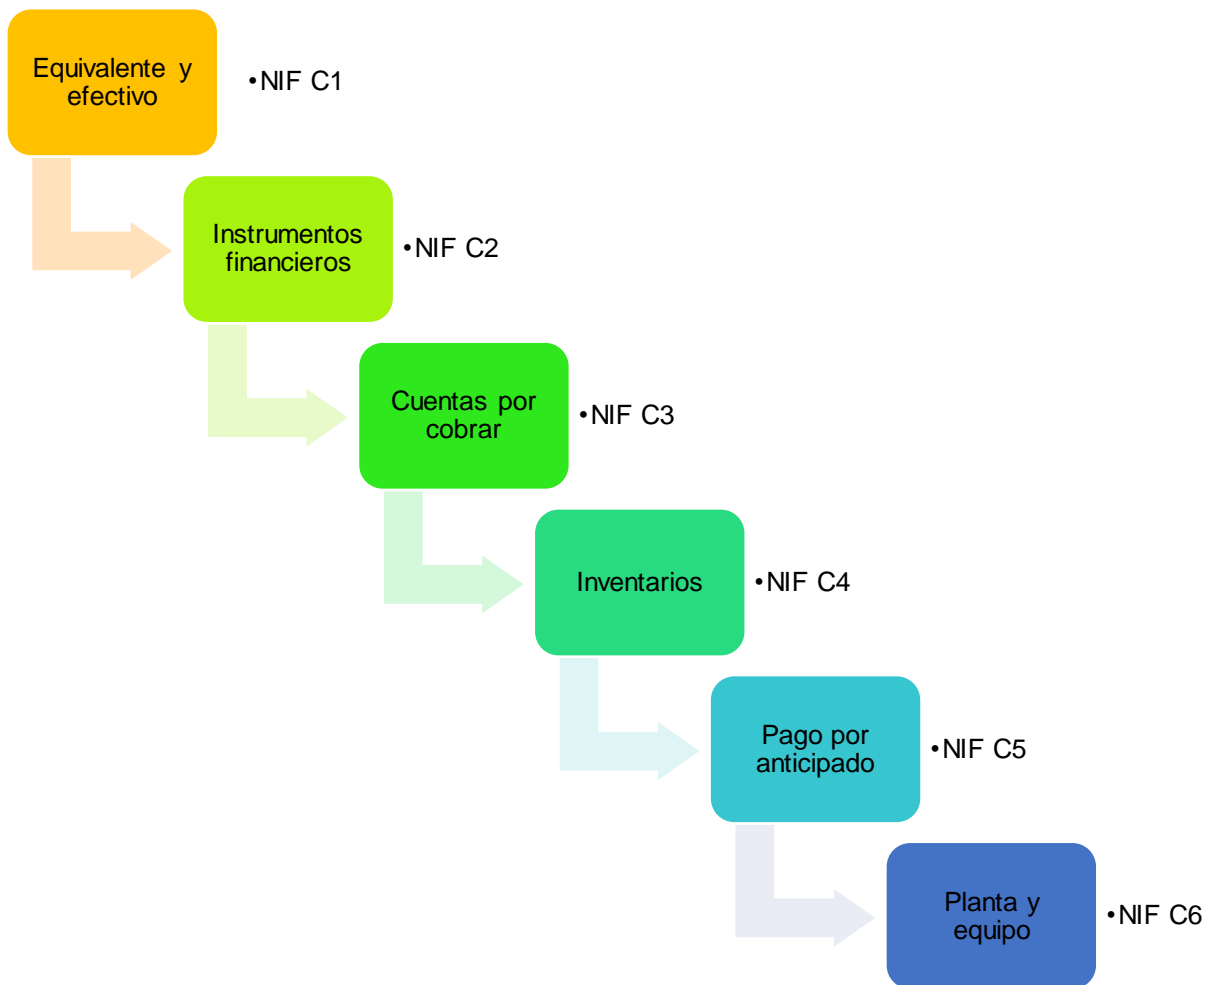 Equivalente y
efectivo
•NIF C1
Instrumentos
financieros
•NIF C2
Cuentas por
cobrar
•NIF C3
Inventarios
•NIF C4
Pago por
anticipado
•NIF C5
Planta y
equipo
•NIF C6